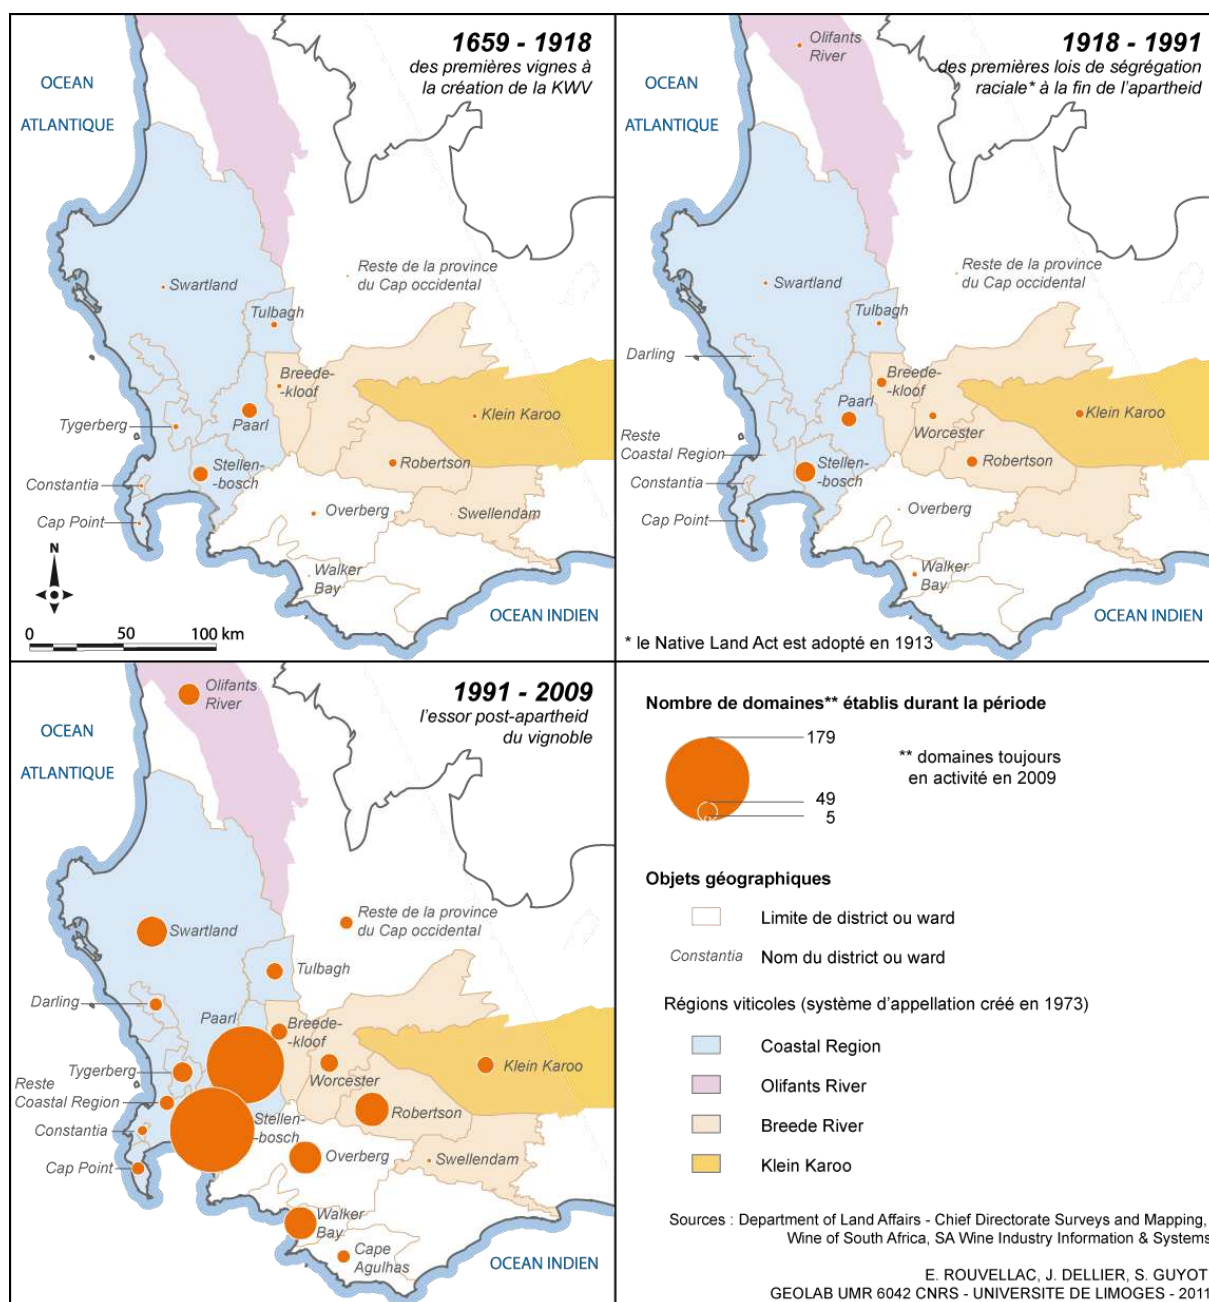 1659 - 1918
des premières vignes à
la création de la KWV
OCEAN
ATLANTIQUE
Reste de la province
du Cap occidental
Swartland
Tulbagh
Breede-
-kloof
Paarl
Klein Karoo
Tygerberg
Stellen-
-bosch
Robertson
Constantia
Cap Point
Overberg
Swellendam
Walker
Bay
N
OCEAN INDIEN
0 50 100 km
Olifants
River
1918 - 1991
des premières lois de ségrégation
raciale* à la fin de l'apartheid
OCEAN
ATLANTIQUE
Reste de la province
du Cap occidental
Swartland
Tulbagh
Darling
Breede-
-kloof
Paarl
Klein Karoo
Worcester
Reste
Coastal Region
Stellen-
-bosch
Robertson
Constantia
Cap Point
Overberg
Walker
Bay
OCEAN INDIEN
* le Native Land Act est adopté en 1913
Olifants
River
1991 - 2009
l'essor post-apartheid
du vignoble
OCEAN
ATLANTIQUE
Reste de la province
du Cap occidental
Swartland
Tulbagh
Darling
Paarl
Breede-
-kloof
Tygerberg
Worcester
Klein Karoo
Reste
Coastal Region
Stellen-
-bosch
Robertson
Constantia
Overberg
Swellendam
Cap Point
Walker
Bay
Cape
Agulhas
OCEAN INDIEN
Nombre de domaines** établis durant la période
179
49
5
** domaines toujours
en activité en 2009
Objets géographiques
Limite de district ou ward
Constantia Nom du district ou ward
Régions viticoles (système d'appellation créé en 1973)
Coastal Region
Olifants River
Breede River
Klein Karoo
Sources : Department of Land Affairs - Chief Directorate Surveys and Mapping,
Wine of South Africa, SA Wine Industry Information & Systems
E. ROUVELLAC, J. DELLIER, S. GUYOT
GEOLAB UMR 6042 CNRS - UNIVERSITE DE LIMOGES - 2011